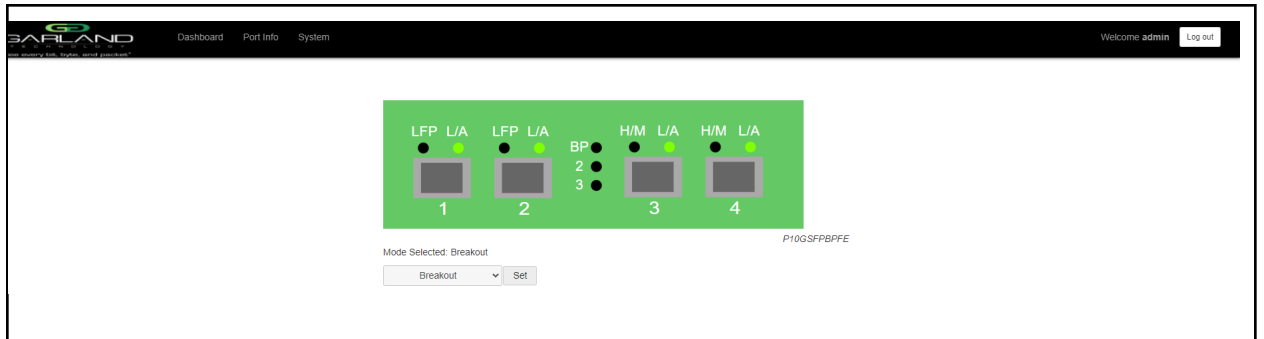 GARLAND
TECHNOLOGY
see every bit, byte, and packet®
Dashboard Port Info System
Welcome admin Log out
LFP L/A LFP L/A H/M L/A H/M L/A
BP
2
3
1 2 3 4
P10GSFPBPFE
Mode Selected: Breakout
Breakout Set